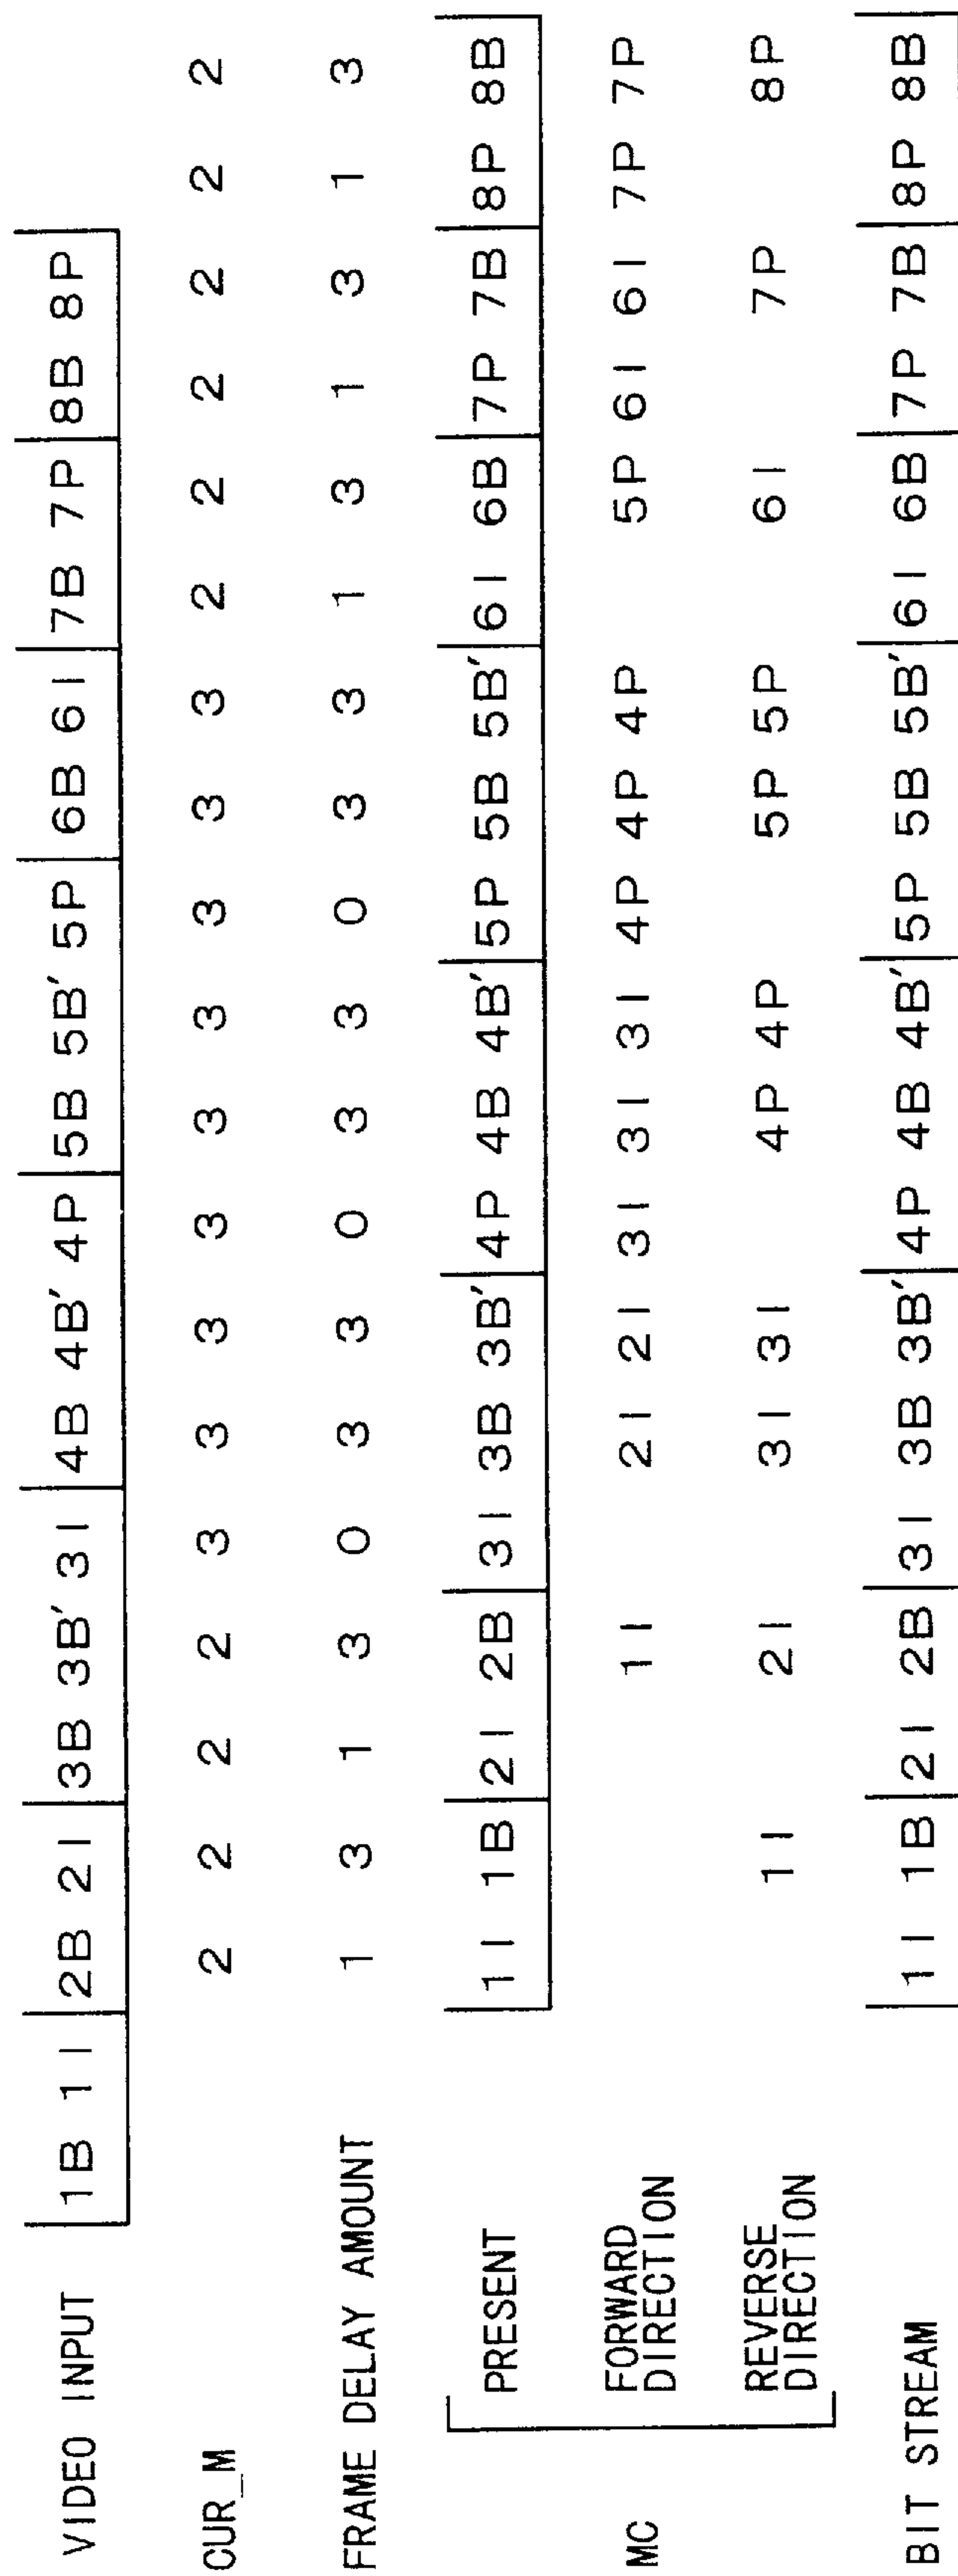 VIDEO INPUT 1B 1I 2B 2I 3B 3B′ 3I 4B 4B′ 4P 5B 5B′ 5P 6B 6I 7B 7P 8B 8P
CUR_M 2 2 2 2 3 3 3 3 3 3 3 3 3 2 2 2 2 2 2
FRAME DELAY AMOUNT 1 3 1 3 0 3 3 0 3 3 0 3 3 1 3 1 3 1 3
MC
PRESENT 1I 1B 2I 2B 3I 3B 3B′ 4P 4B 4B′ 5P 5B 5B′ 6I 6B 7P 7B 8P 8B
FORWARD
DIRECTION 1I 2I 2I 3I 3I 3I 4P 4P 4P 5P 6I 6I 7P 7P
REVERSE
DIRECTION 1I 2I 3I 3I 4P 4P 5P 5P 6I 7P 8P
BIT STREAM 1I 1B 2I 2B 3I 3B 3B′ 4P 4B 4B′ 5P 5B 5B′ 6I 6B 7P 7B 8P 8B